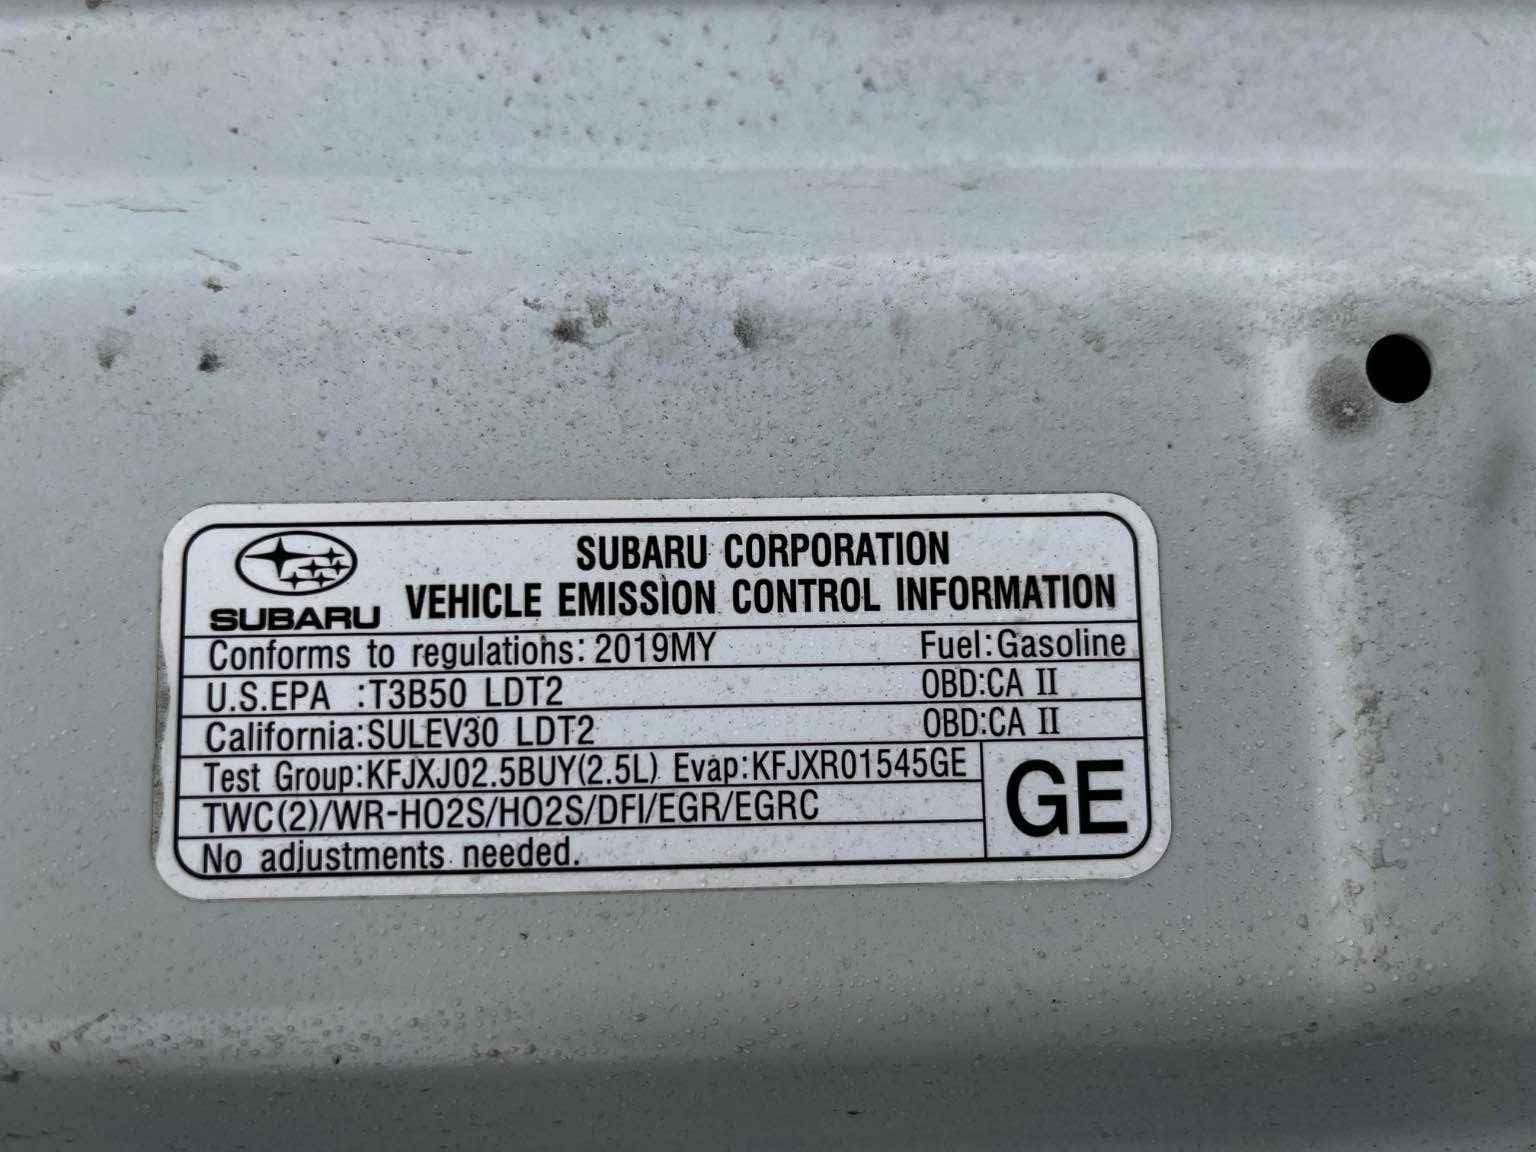 SUBARU CORPORATION
SUBARU VEHICLE EMISSION CONTROL INFORMATION
Conforms to regulations: 2019MY Fuel:Gasoline
U.S.EPA :T3B50 LDT2 OBD:CA II
California:SULEV30 LDT2 OBD:CA II
Test Group:KFJXJ02.5BUY(2.5L) Evap:KFJXR01545GE
TWC(2)/WR-HO2S/HO2S/DFI/EGR/EGRC
GE
No adjustments needed.